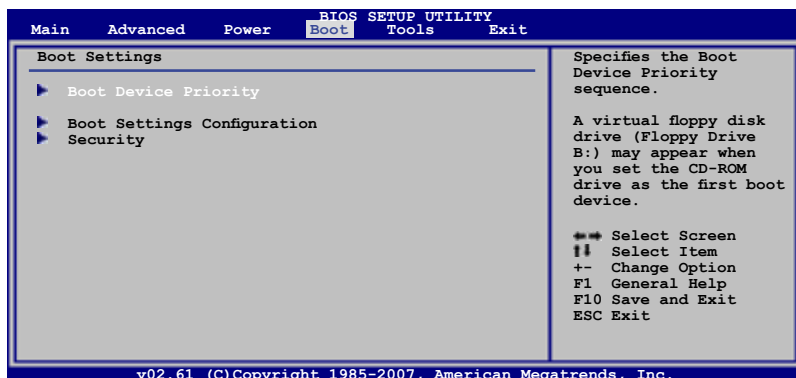 BIOS SETUP UTILITY
Main Advanced Power Boot Tools Exit
Boot Settings
Boot Device Priority
Boot Settings Configuration
Security
Specifies the Boot
Device Priority
sequence.
A virtual floppy disk
drive (Floppy Drive
B:) may appear when
you set the CD-ROM
drive as the first boot
device.
Select Screen
Select Item
+- Change Option
F1 General Help
F10 Save and Exit
ESC Exit
v02.61 (C)Copyright 1985-2007, American Megatrends, Inc.